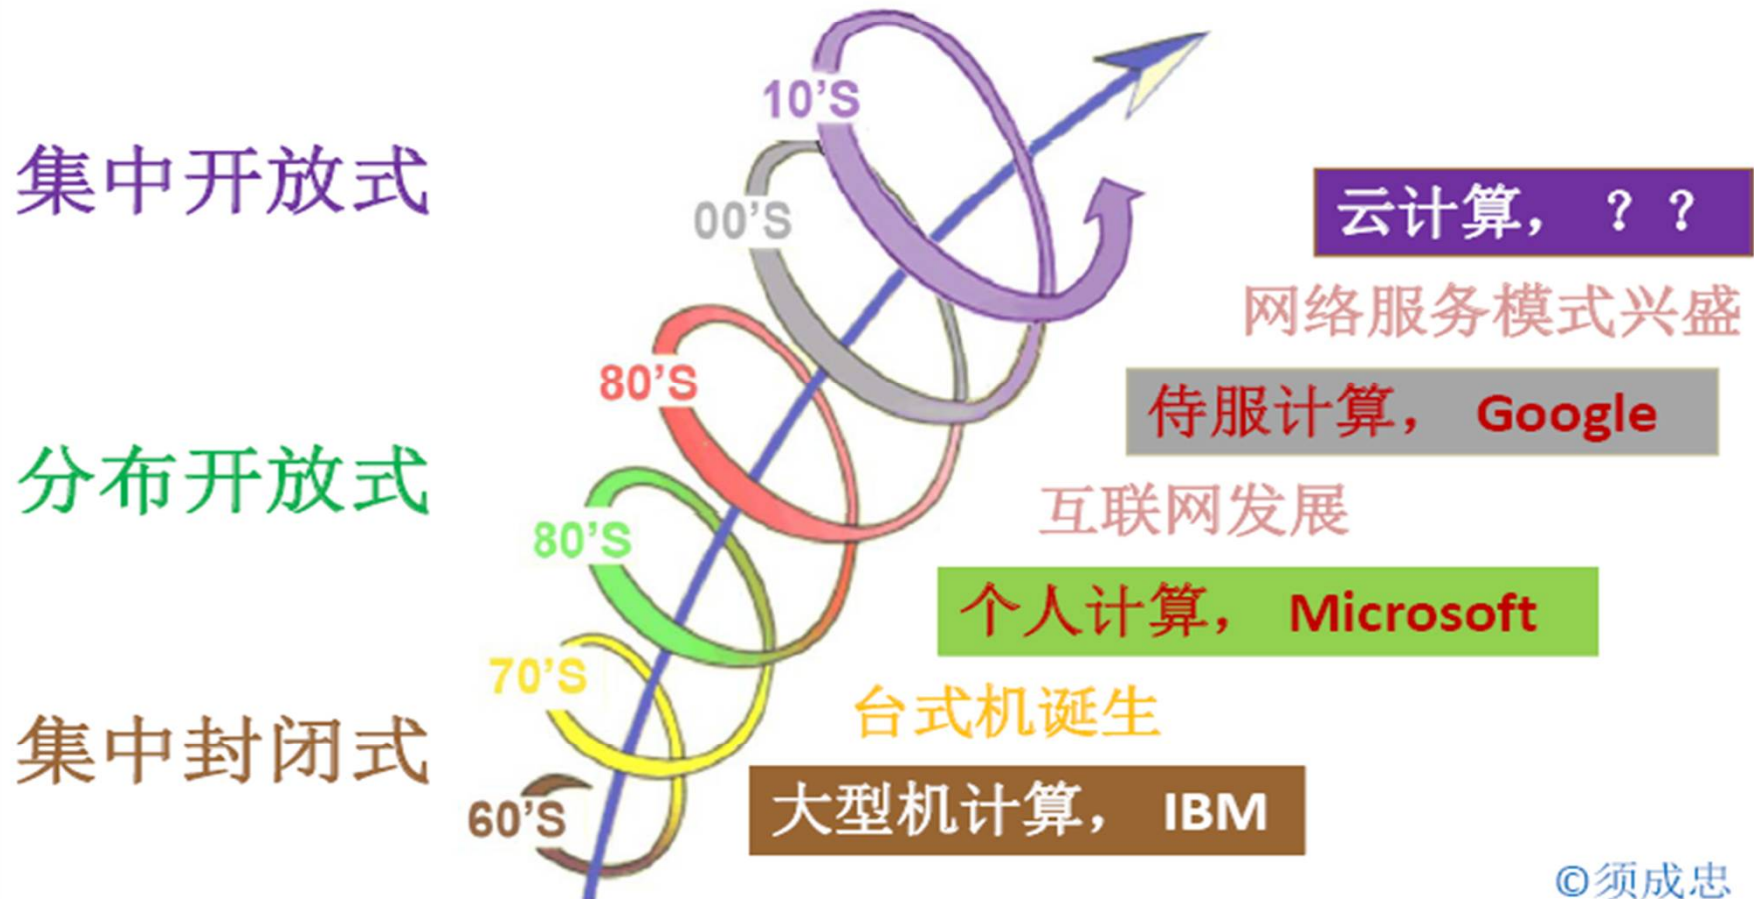 10'S
集中开放式
云计算， ？？
00'S
网络服务模式兴盛
80'S
侍服计算， Google
分布开放式
互联网发展
80'S
个人计算， Microsoft
70'S
台式机诞生
集中封闭式
60'S
大型机计算， IBM
©须成忠